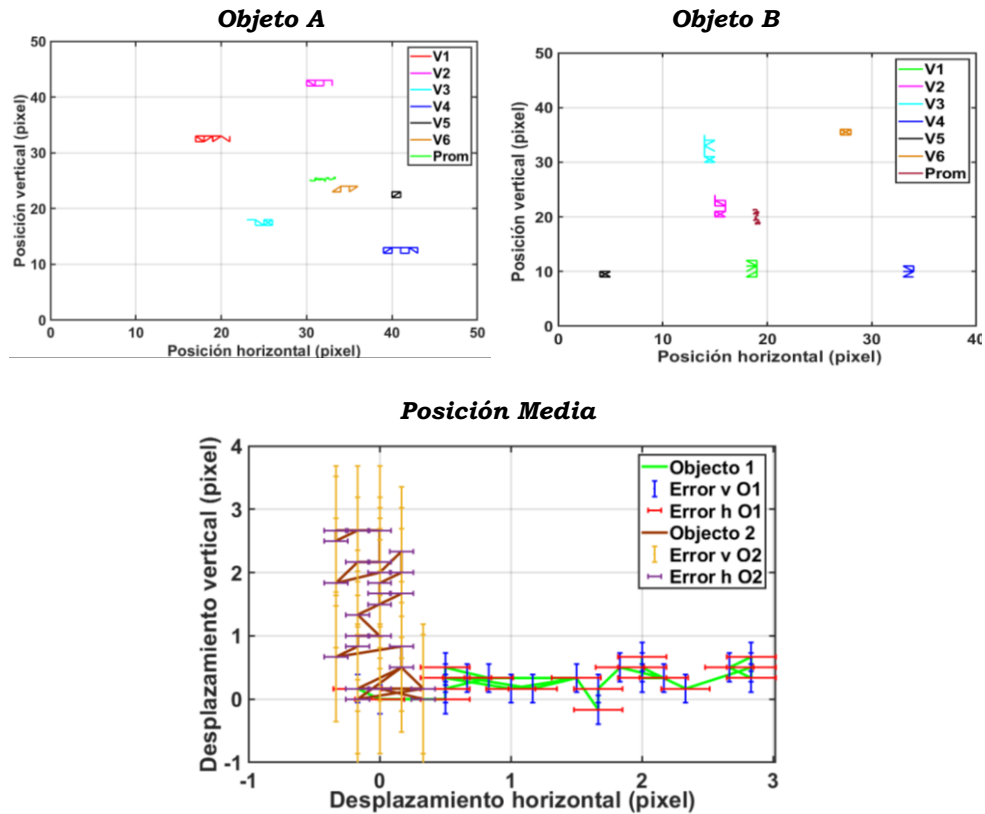 Objeto A
50
40
30
20
10
0
0
10
20
30
40
50
Posición vertical (pixel)
Posición horizontal (pixel)
V1
V2
V3
V4
V5
V6
Prom
Objeto B
50
40
30
20
10
0
0
10
20
30
40
Posición vertical (pixel)
Posición horizontal (pixel)
V1
V2
V3
V4
V5
V6
Prom
Posición Media
4
3
2
1
0
-1
-1
0
1
2
3
Desplazamiento vertical (pixel)
Desplazamiento horizontal (pixel)
Objecto 1
Error v O1
Error h O1
Objecto 2
Error v O2
Error h O2